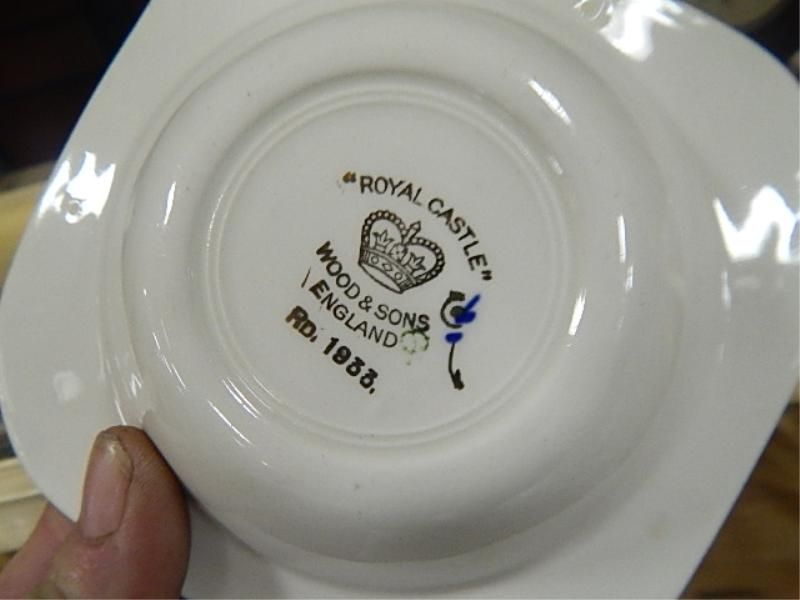 "ROYAL CASTLE"
WOOD & SONS
ENGLAND
RD. 1933.